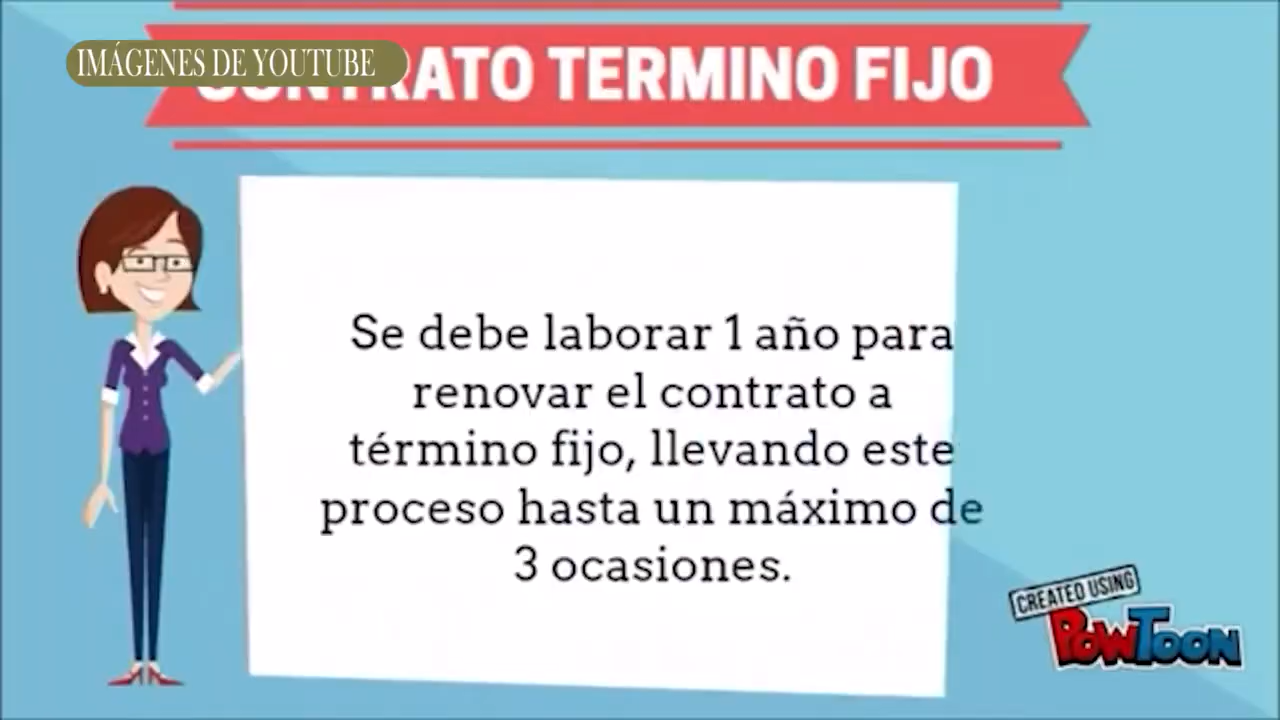 IMÁGENES DE YOUTUBE
CONTRATO TERMINO FIJO
Se debe laborar 1 año para
renovar el contrato a
término fijo, llevando este
proceso hasta un máximo de
3 ocasiones.
CREATED USING
POWTOON